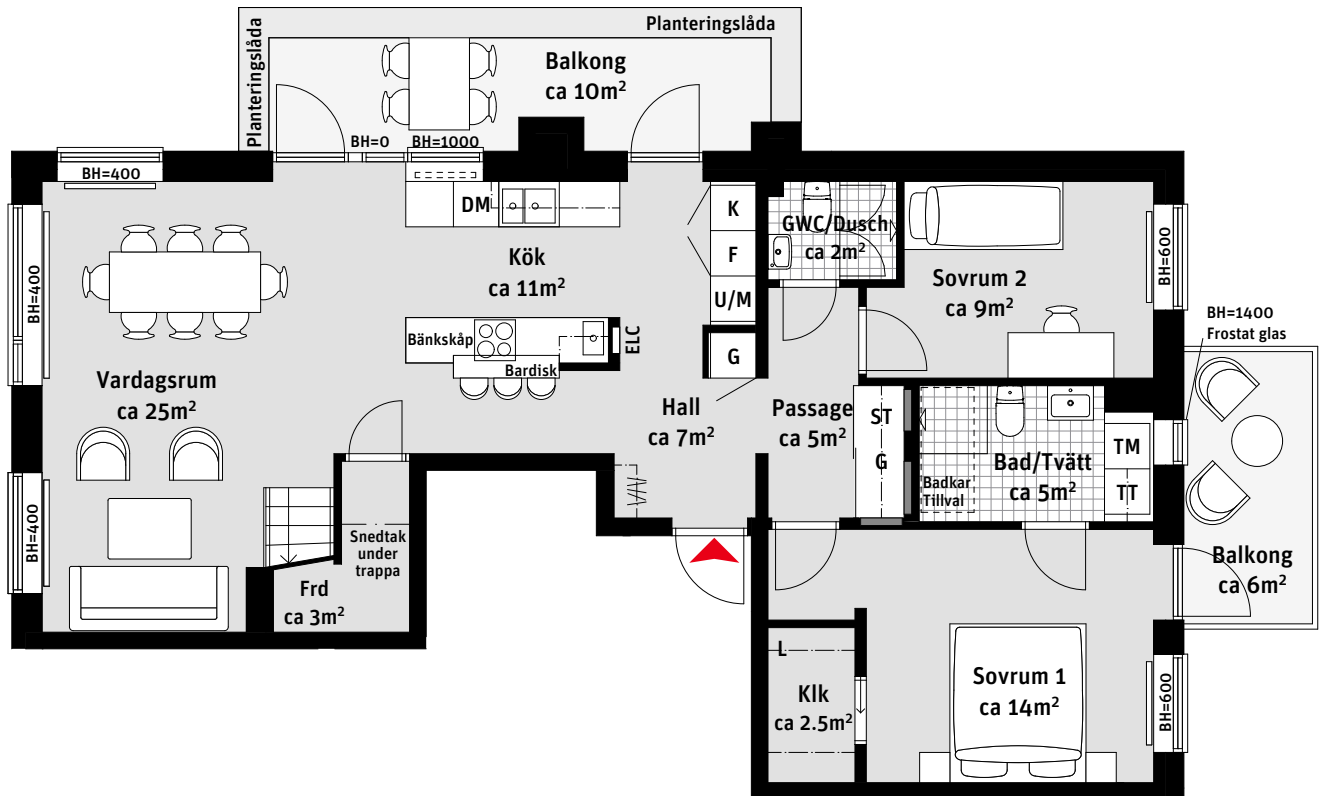 Planteringslåda
Planteringslåda
Balkong
ca 10m²
BH=0
BH=1000
BH=400
DM
K
GWC/Dusch
ca 2m²
F
Kök
ca 11m²
U/M
Sovrum 2
ca 9m²
BH=600
BH=400
BH=1400
Frostat glas
Bänkskåp
ELC
G
Bardisk
Vardagsrum
ca 25m²
Hall
ca 7m²
Passage
ca 5m²
ST
G
Bad/Tvätt
ca 5m²
TM
TT
Badkar
Tillval
BH=400
Snedtak
under
trappa
Frd
ca 3m²
Balkong
ca 6m²
L
Klk
ca 2.5m²
Sovrum 1
ca 14m²
BH=600